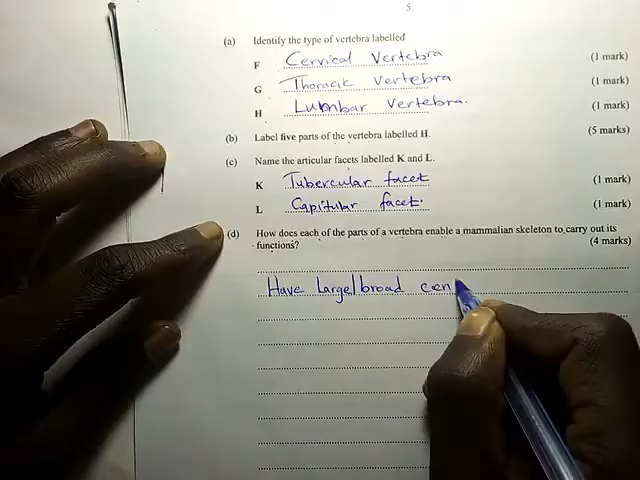 5
(a) Identify the type of vertebra labelled
F Cervical Vertebra (1 mark)
G Thoracic Vertebra (1 mark)
H Lumbar Vertebra. (1 mark)
(b) Label five parts of the vertebra labelled H. (5 marks)
(c) Name the articular facets labelled K and L.
K Tubercular facet (1 mark)
L Capitular facet. (1 mark)
(d) How does each of the parts of a vertebra enable a mammalian skeleton to carry out its
functions? (4 marks)
Have Large/broad cen